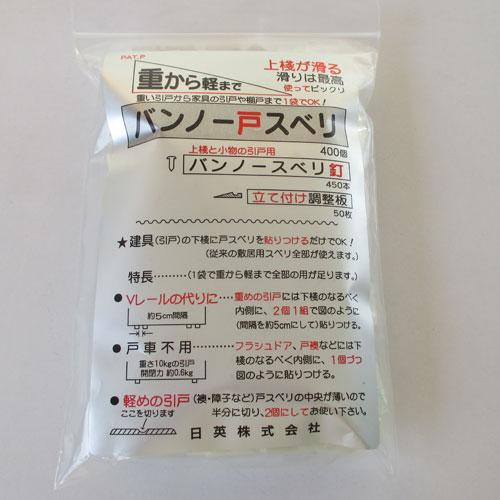 PAT.P
重から軽まで
上桟が滑る
滑りは最高
使ってビックリ
重い引戸から家具の引戸や棚戸まで1袋でOK!
バンノー戸スベリ
400個
上桟と小物の引戸用
バンノースベリ釘
450本
立て付け調整板
50枚
★建具(引戸)の下桟に戸スベリを貼りつけるだけでOK!
(従来の敷居用スベリ全部が使えます。)
特長……(1袋で重から軽まで全部の用が足ります。)
●Vレールの代りに…重めの引戸には下桟のなるべく
約5cm間隔
内側に、2個1組で図のように
(間隔を約5cmにして)貼りつける。
●戸車不用……フラッシュドア、戸襖などには下
重さ10kgの引戸
開閉力 約0.6kg
桟のなるべく内側に、1個づつ
図のように貼りつける。
●軽めの引戸(襖・障子など)戸スベリの中央が薄いので
ここを切ります
半分に切り、2個にしてお使い下さい。
日英株式会社